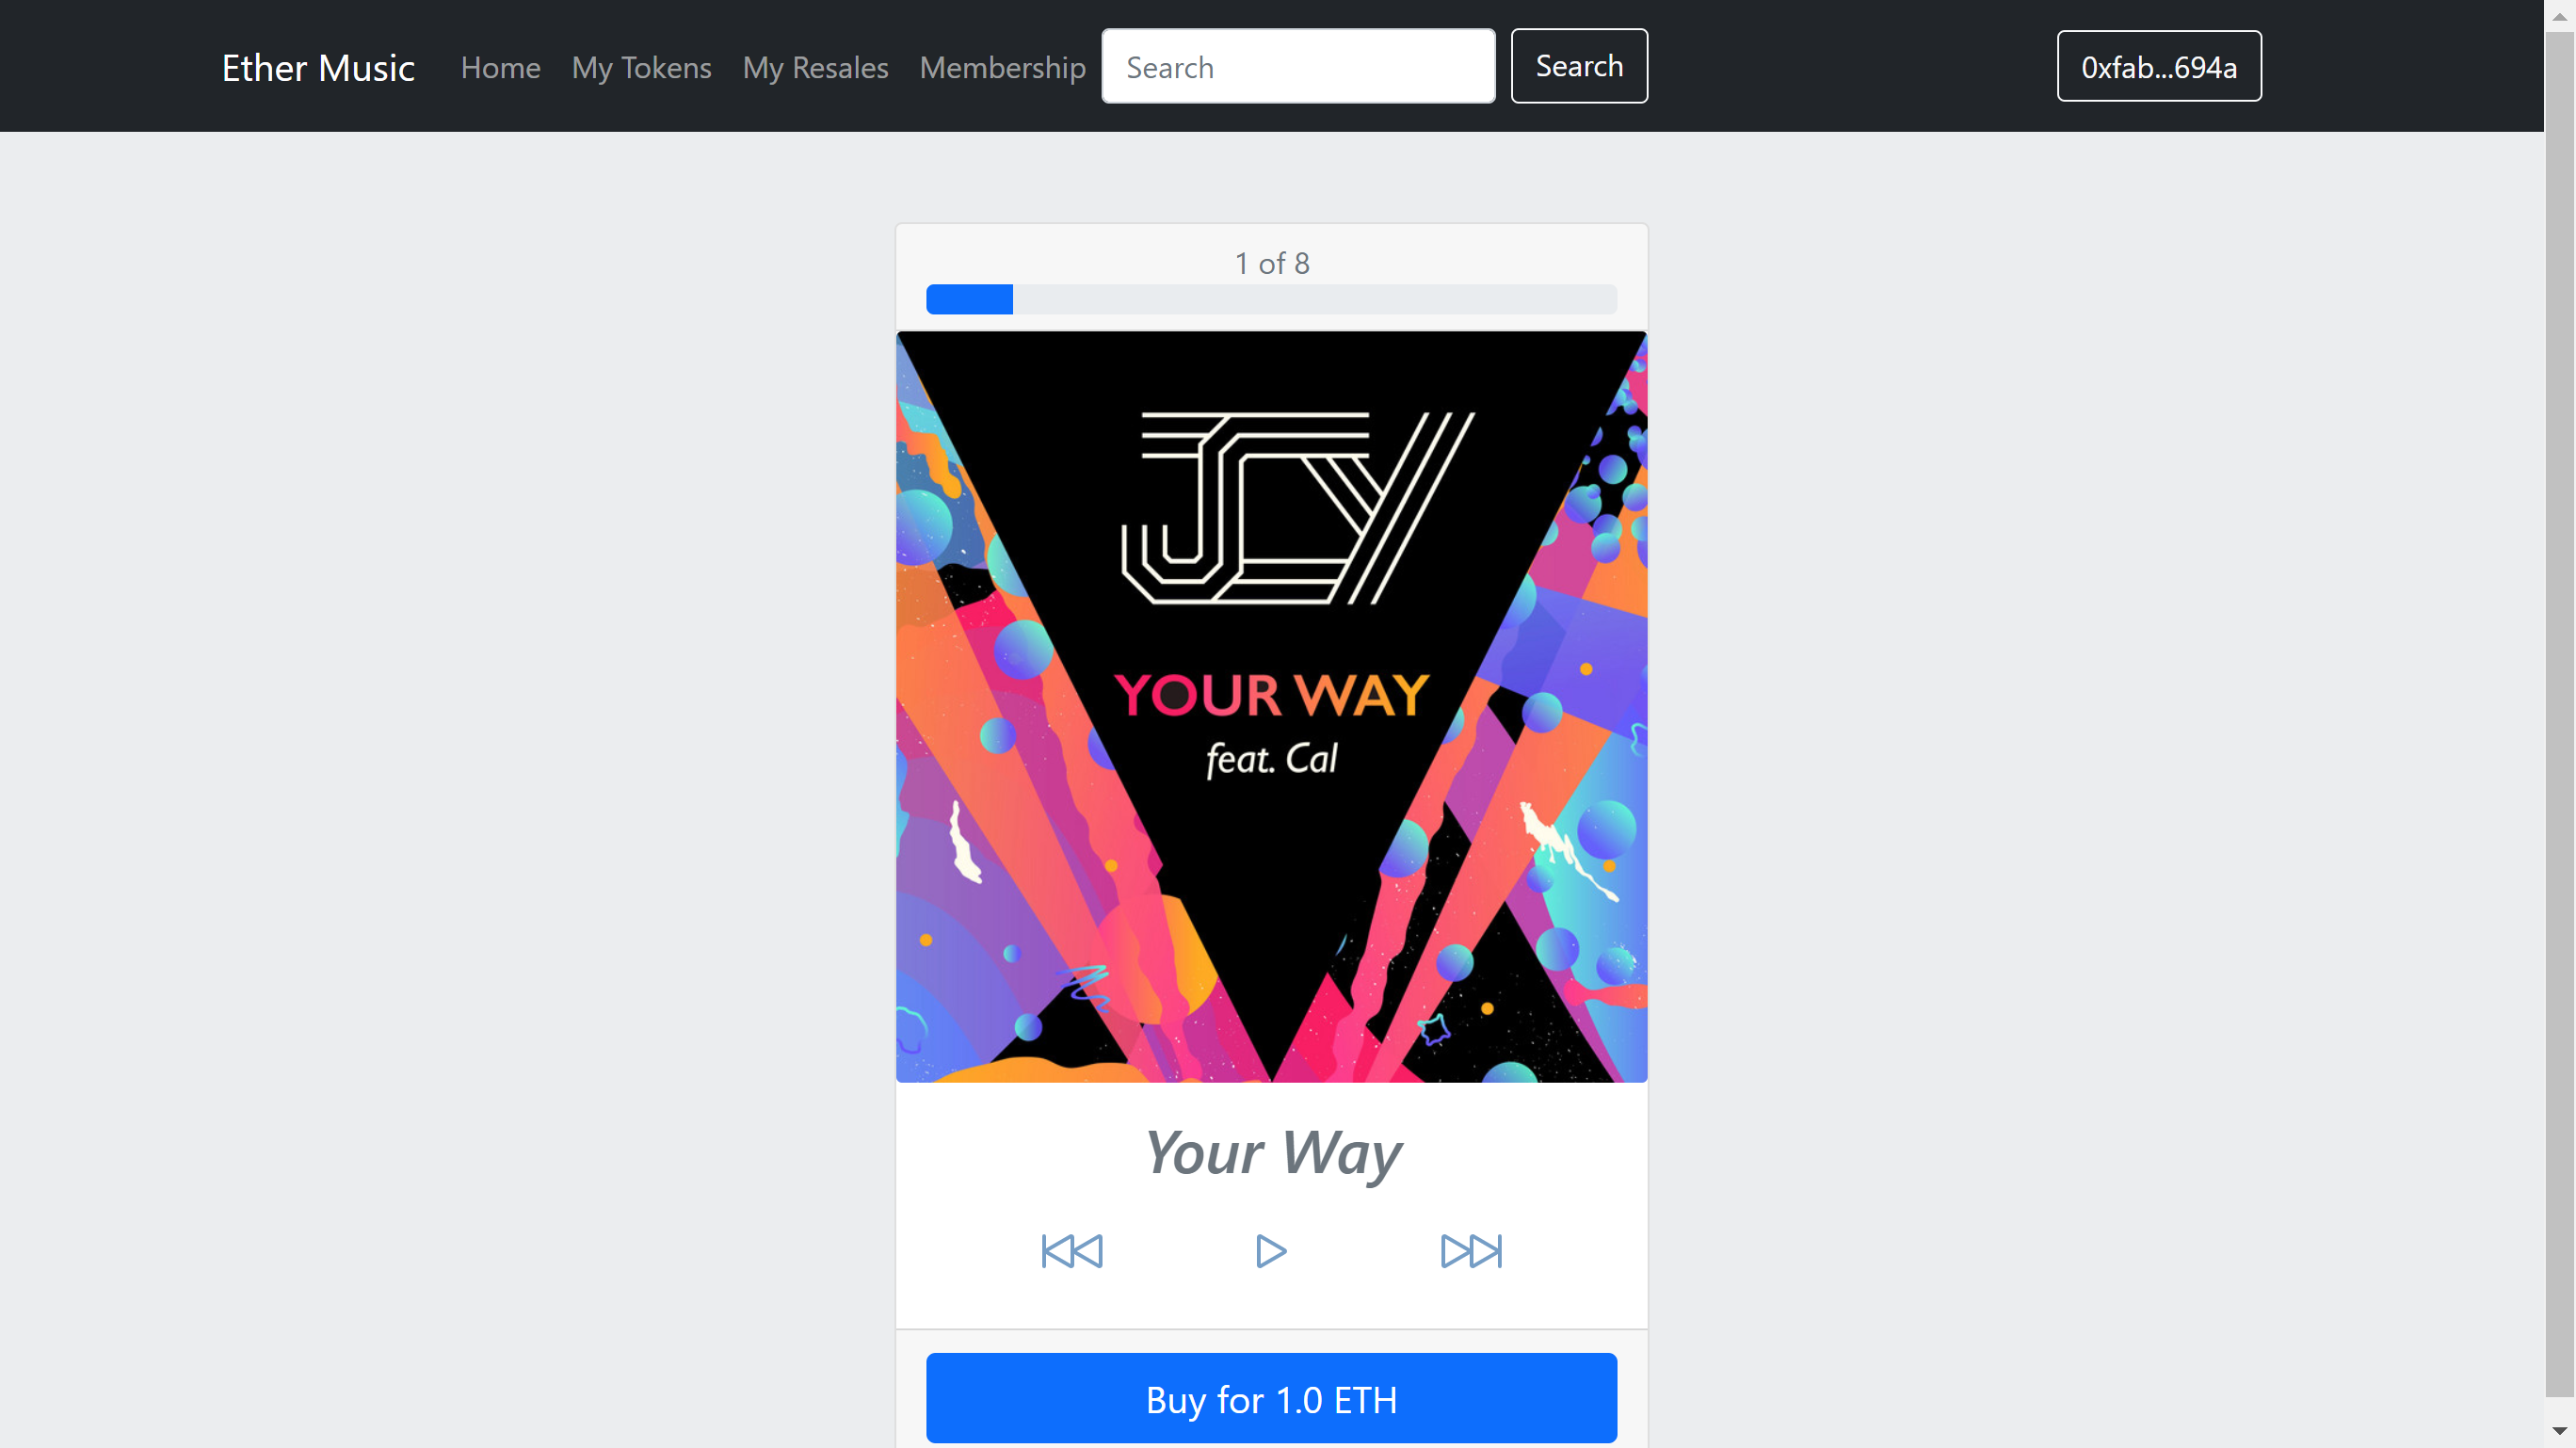 Ether Music Home My Tokens My Resales Membership Search Search 0xfab...694a
1 of 8
JCY
YOUR WAY
feat. Cal
Your Way
Buy for 1.0 ETH